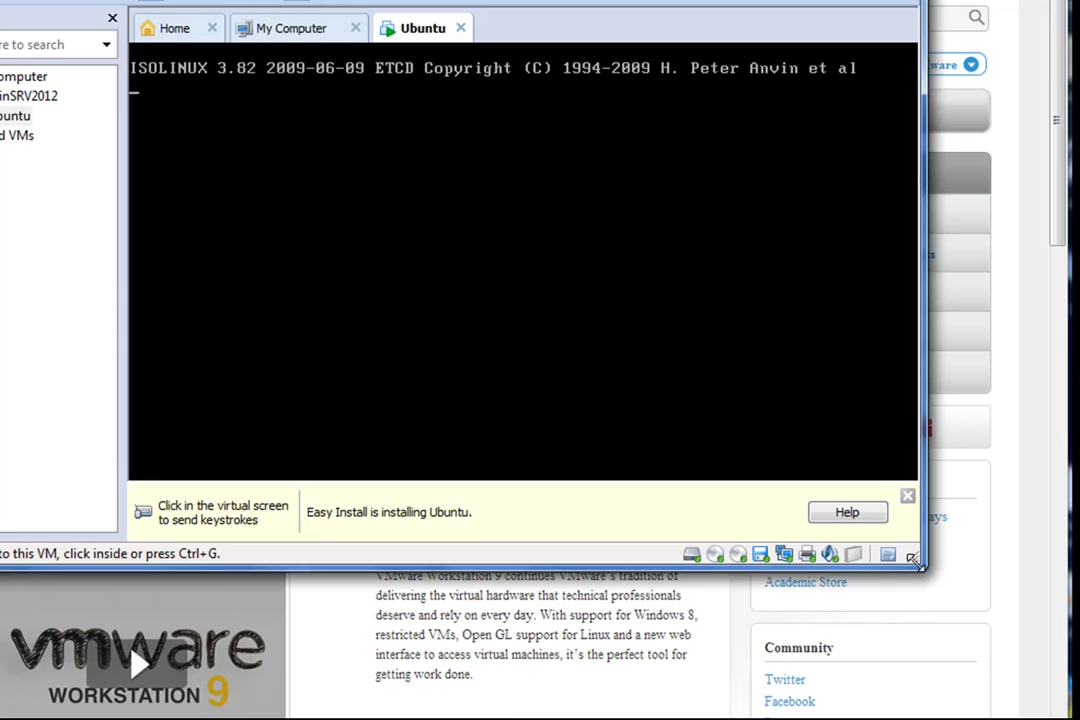 Home
My Computer
Ubuntu
re to search
omputer
inSRV2012
buntu
d VMs
ISOLINUX 3.82 2009-06-09 ETCD Copyright (C) 1994-2009 H. Peter Anvin et al
ware
Click in the virtual screen
to send keystrokes
Easy Install is installing Ubuntu.
Help
to this VM, click inside or press Ctrl+G.
ays
VMware Workstation 9 continues VMware's tradition of
delivering the virtual hardware that technical professionals
deserve and rely on every day. With support for Windows 8,
restricted VMs, Open GL support for Linux and a new web
interface to access virtual machines, it's the perfect tool for
getting work done.
vmware
WORKSTATION 9
Academic Store
Community
Twitter
Facebook